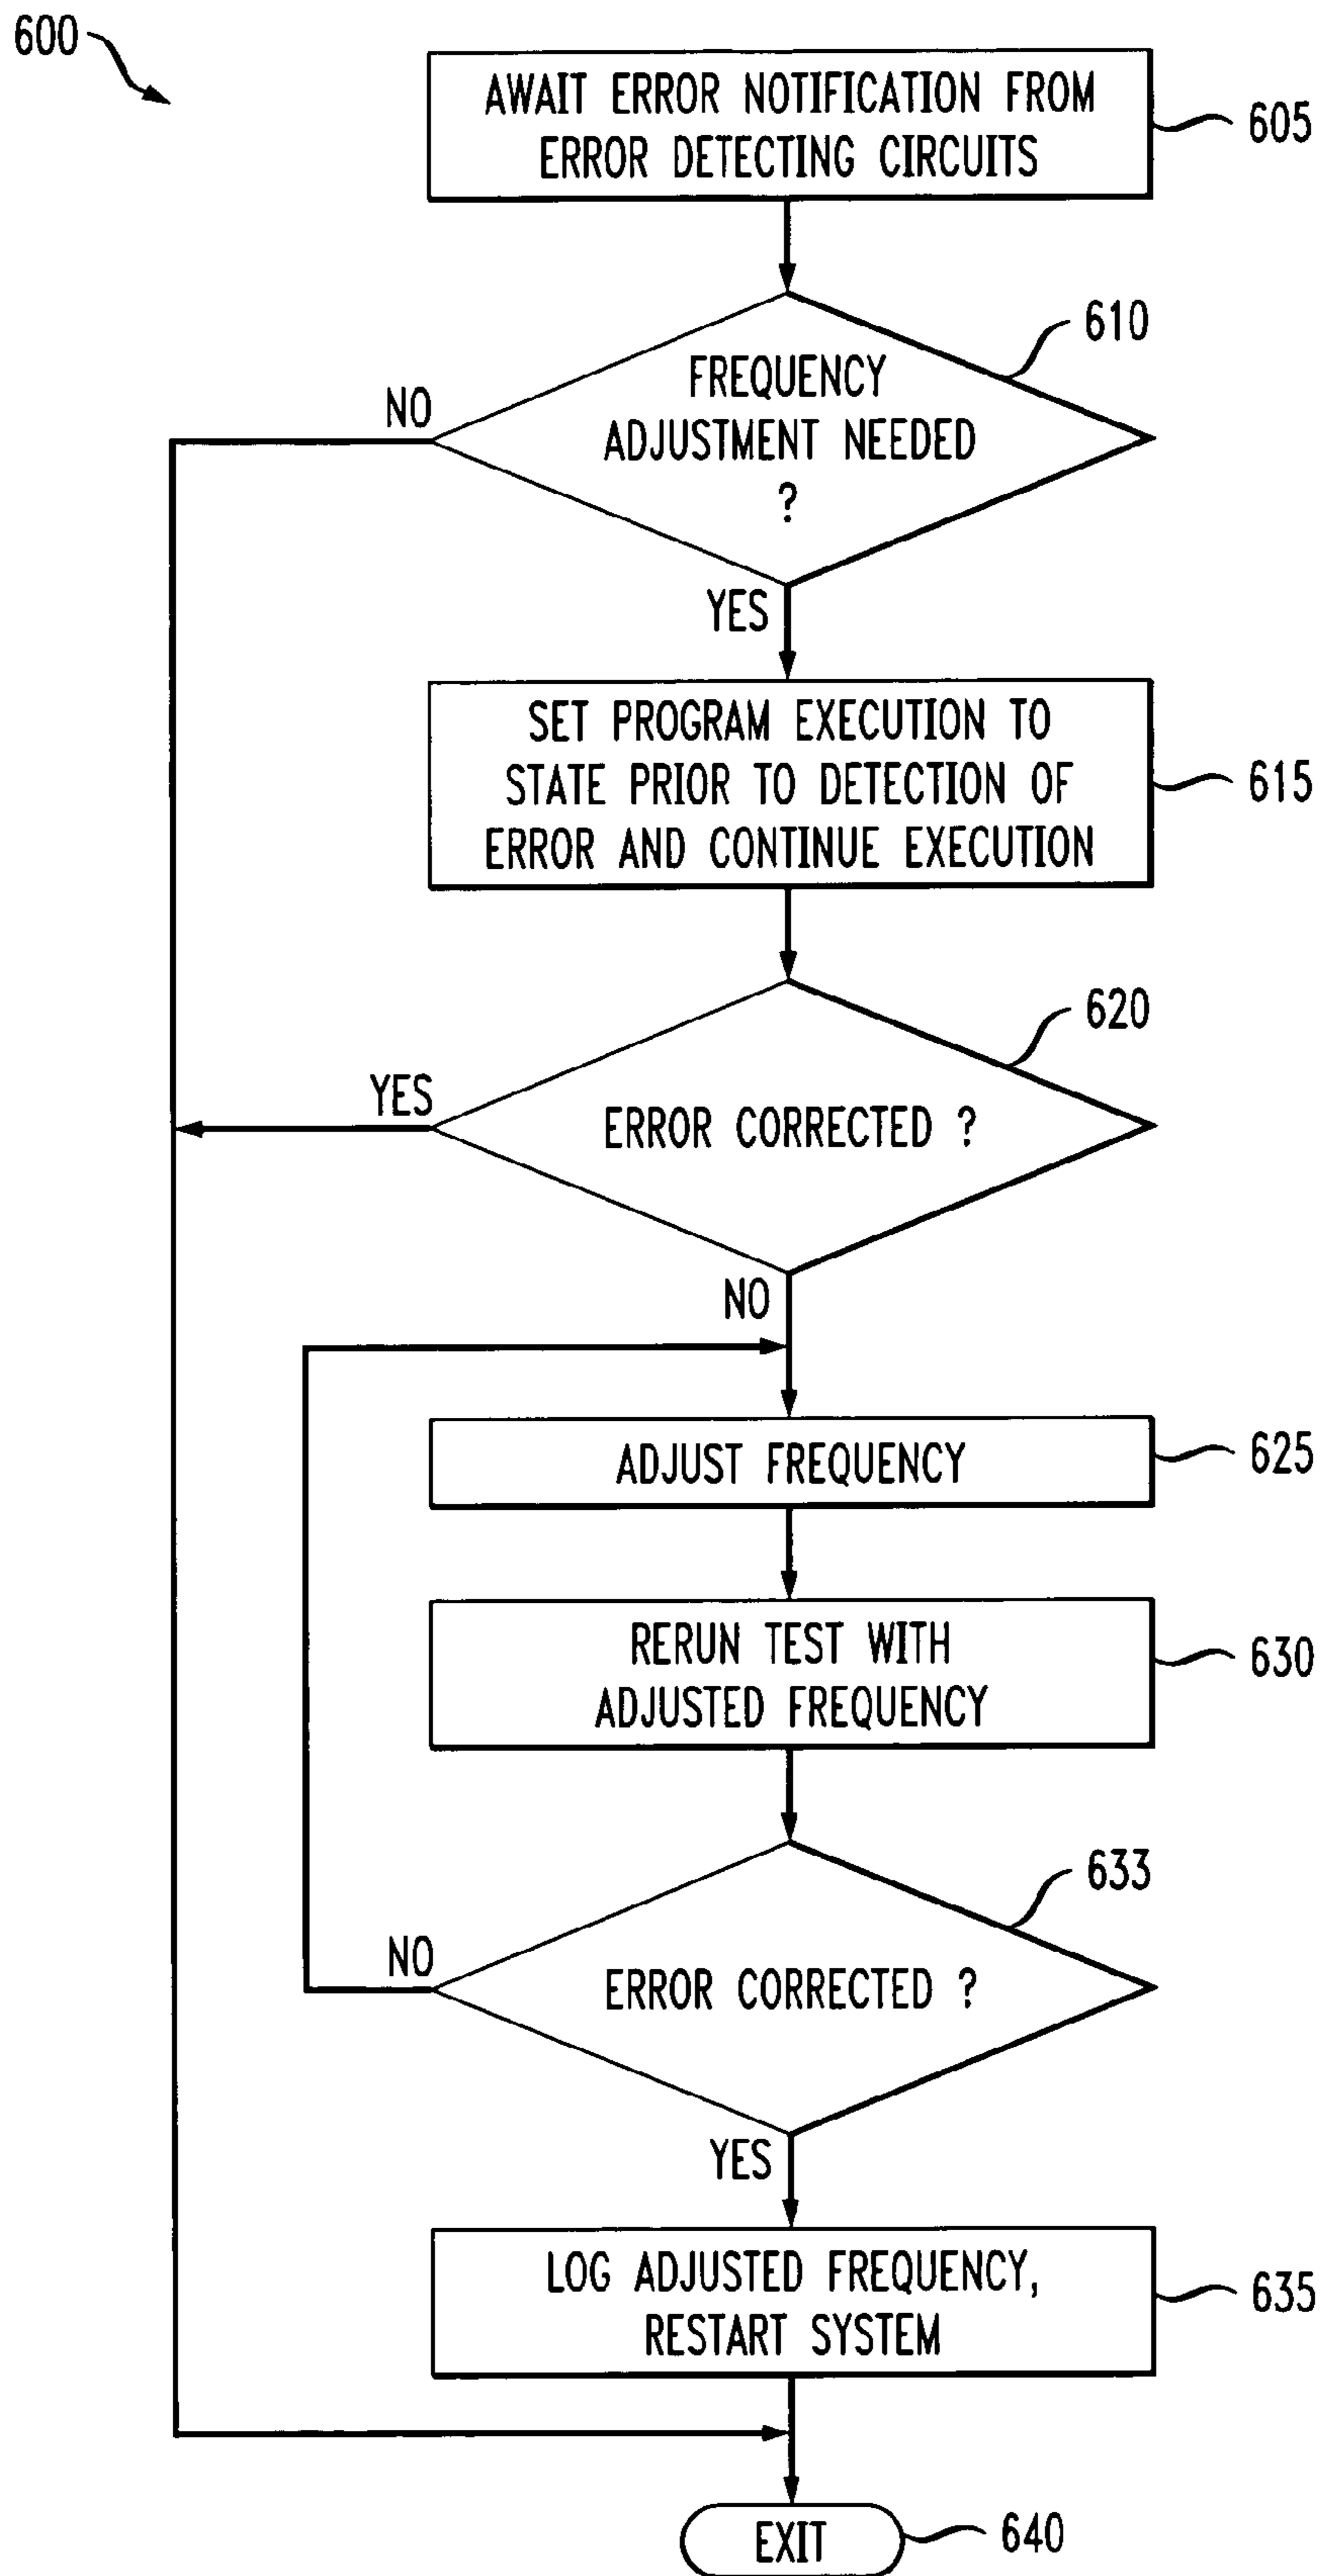 600
AWAIT ERROR NOTIFICATION FROM
ERROR DETECTING CIRCUITS
605
610
FREQUENCY
ADJUSTMENT NEEDED
?
NO
YES
SET PROGRAM EXECUTION TO
STATE PRIOR TO DETECTION OF
ERROR AND CONTINUE EXECUTION
615
620
YES
ERROR CORRECTED ?
NO
ADJUST FREQUENCY
625
RERUN TEST WITH
ADJUSTED FREQUENCY
630
633
NO
ERROR CORRECTED ?
YES
LOG ADJUSTED FREQUENCY,
RESTART SYSTEM
635
EXIT
640